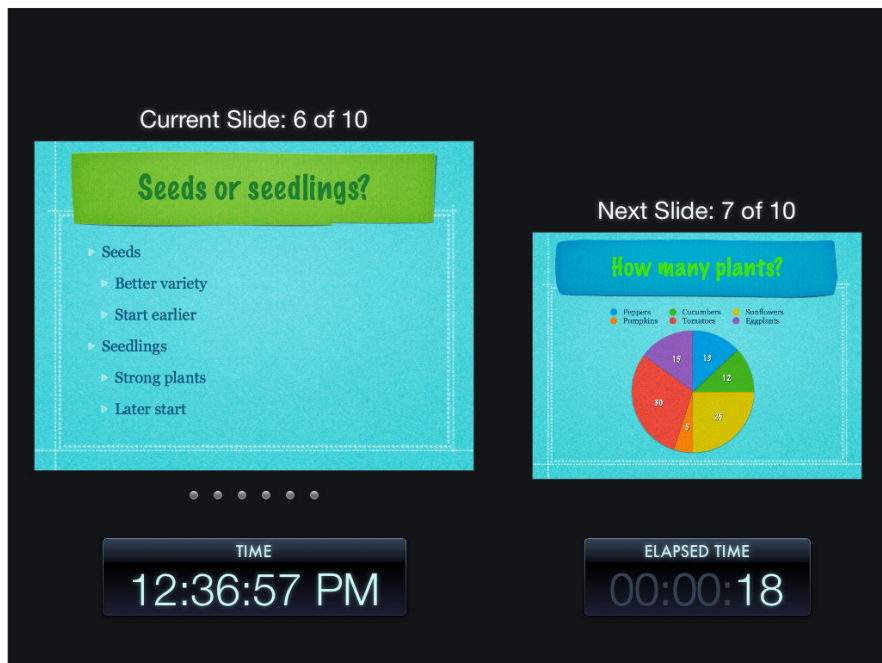 Current Slide: 6 of 10
Seeds or seedlings?
Seeds
Better variety
Start earlier
Seedlings
Strong plants
Later start
Next Slide: 7 of 10
How many plants?
Peppers Cucumbers Sunflowers
Pumpkins Tomatoes Eggplants
15 13
12
30
5 25
TIME
12:36:57 PM
ELAPSED TIME
00:00:18